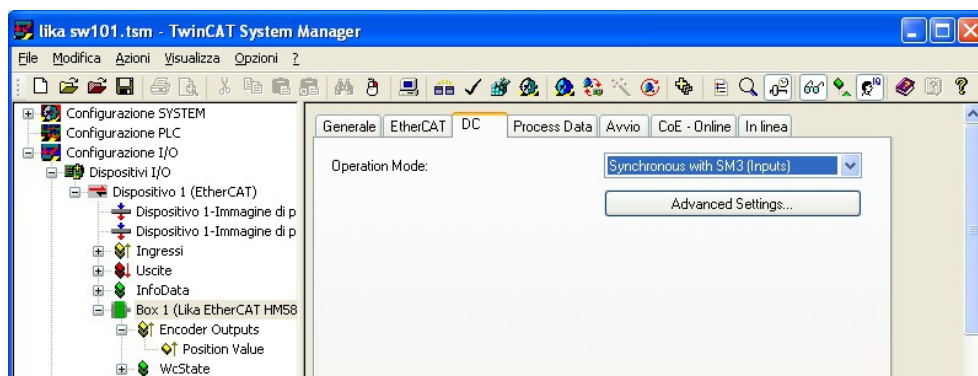 lika sw101.tsm - TwinCAT System Manager
File Modifica Azioni Visualizza Opzioni ?
Configurazione SYSTEM
Configurazione PLC
Configurazione I/O
Dispositivi I/O
Dispositivo 1 (EtherCAT)
Dispositivo 1-Immagine di p
Dispositivo 1-Immagine di p
Ingressi
Uscite
InfoData
Box 1 (Lika EtherCAT HM58
Encoder Outputs
Position Value
WcState
Generale EtherCAT DC Process Data Avvio CoE - Online In linea
Operation Mode: Synchronous with SM3 (Inputs)
Advanced Settings...